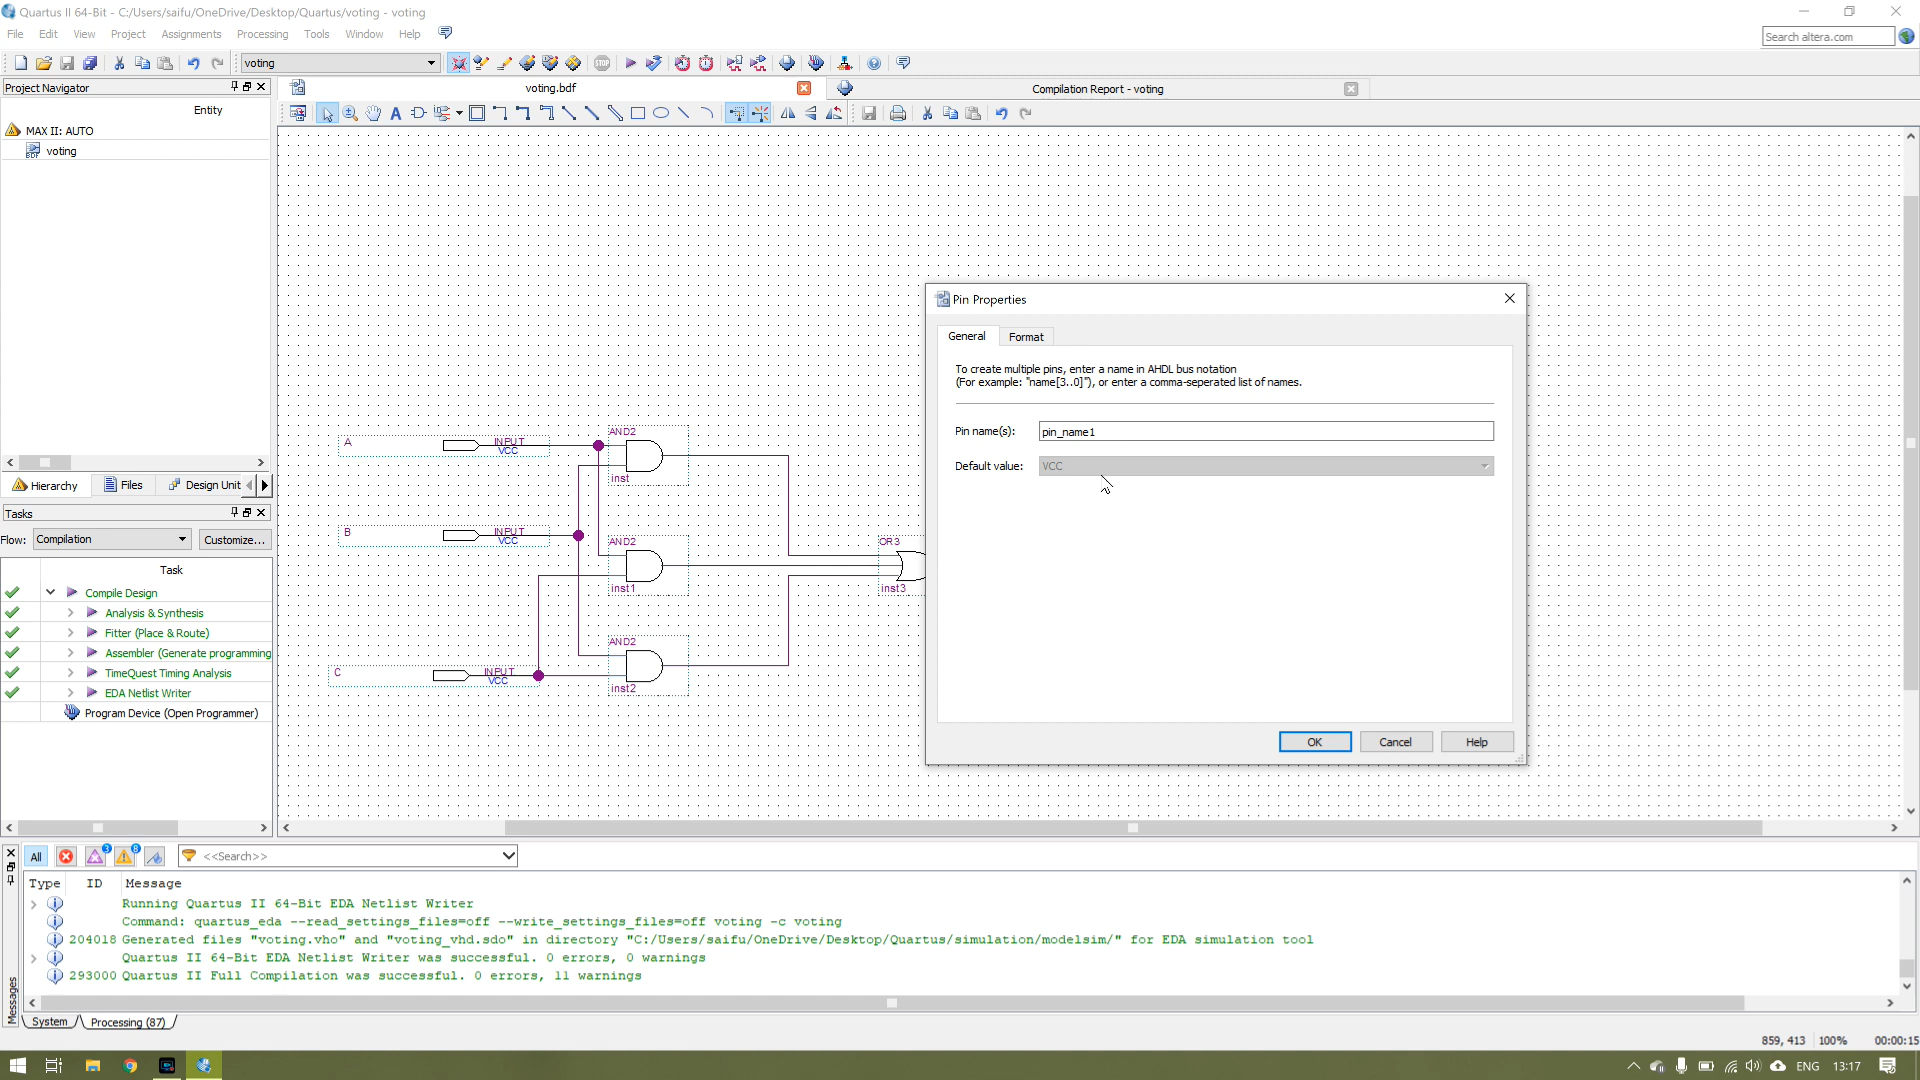 Quartus II 64-Bit - C:/Users/saifu/OneDrive/Desktop/Quartus/voting - voting
File Edit View Project Assignments Processing Tools Window Help
Search altera.com
voting
Project Navigator
voting.bdf
Compilation Report - voting
Entity
MAX II: AUTO
voting
Hierarchy Files Design Unit
Tasks
Flow: Compilation Customize...
Task
Compile Design
Analysis & Synthesis
Fitter (Place & Route)
Assembler (Generate programming
TimeQuest Timing Analysis
EDA Netlist Writer
Program Device (Open Programmer)
A INPUT
VCC
AND2
inst
B INPUT
VCC
AND2
inst1
C INPUT
VCC
AND2
inst2
OR3
inst3
Pin Properties
General Format
To create multiple pins, enter a name in AHDL bus notation
(For example: "name[3..0]"), or enter a comma-seperated list of names.
Pin name(s): pin_name1
Default value: VCC
OK Cancel Help
All 3 8 <<Search>>
Type ID Message
Running Quartus II 64-Bit EDA Netlist Writer
Command: quartus_eda --read_settings_files=off --write_settings_files=off voting -c voting
204018 Generated files "voting.vho" and "voting_vhd.sdo" in directory "C:/Users/saifu/OneDrive/Desktop/Quartus/simulation/modelsim/" for EDA simulation tool
Quartus II 64-Bit EDA Netlist Writer was successful. 0 errors, 0 warnings
293000 Quartus II Full Compilation was successful. 0 errors, 11 warnings
Messages
System Processing (87)
859, 413 100% 00:00:15
ENG 13:17